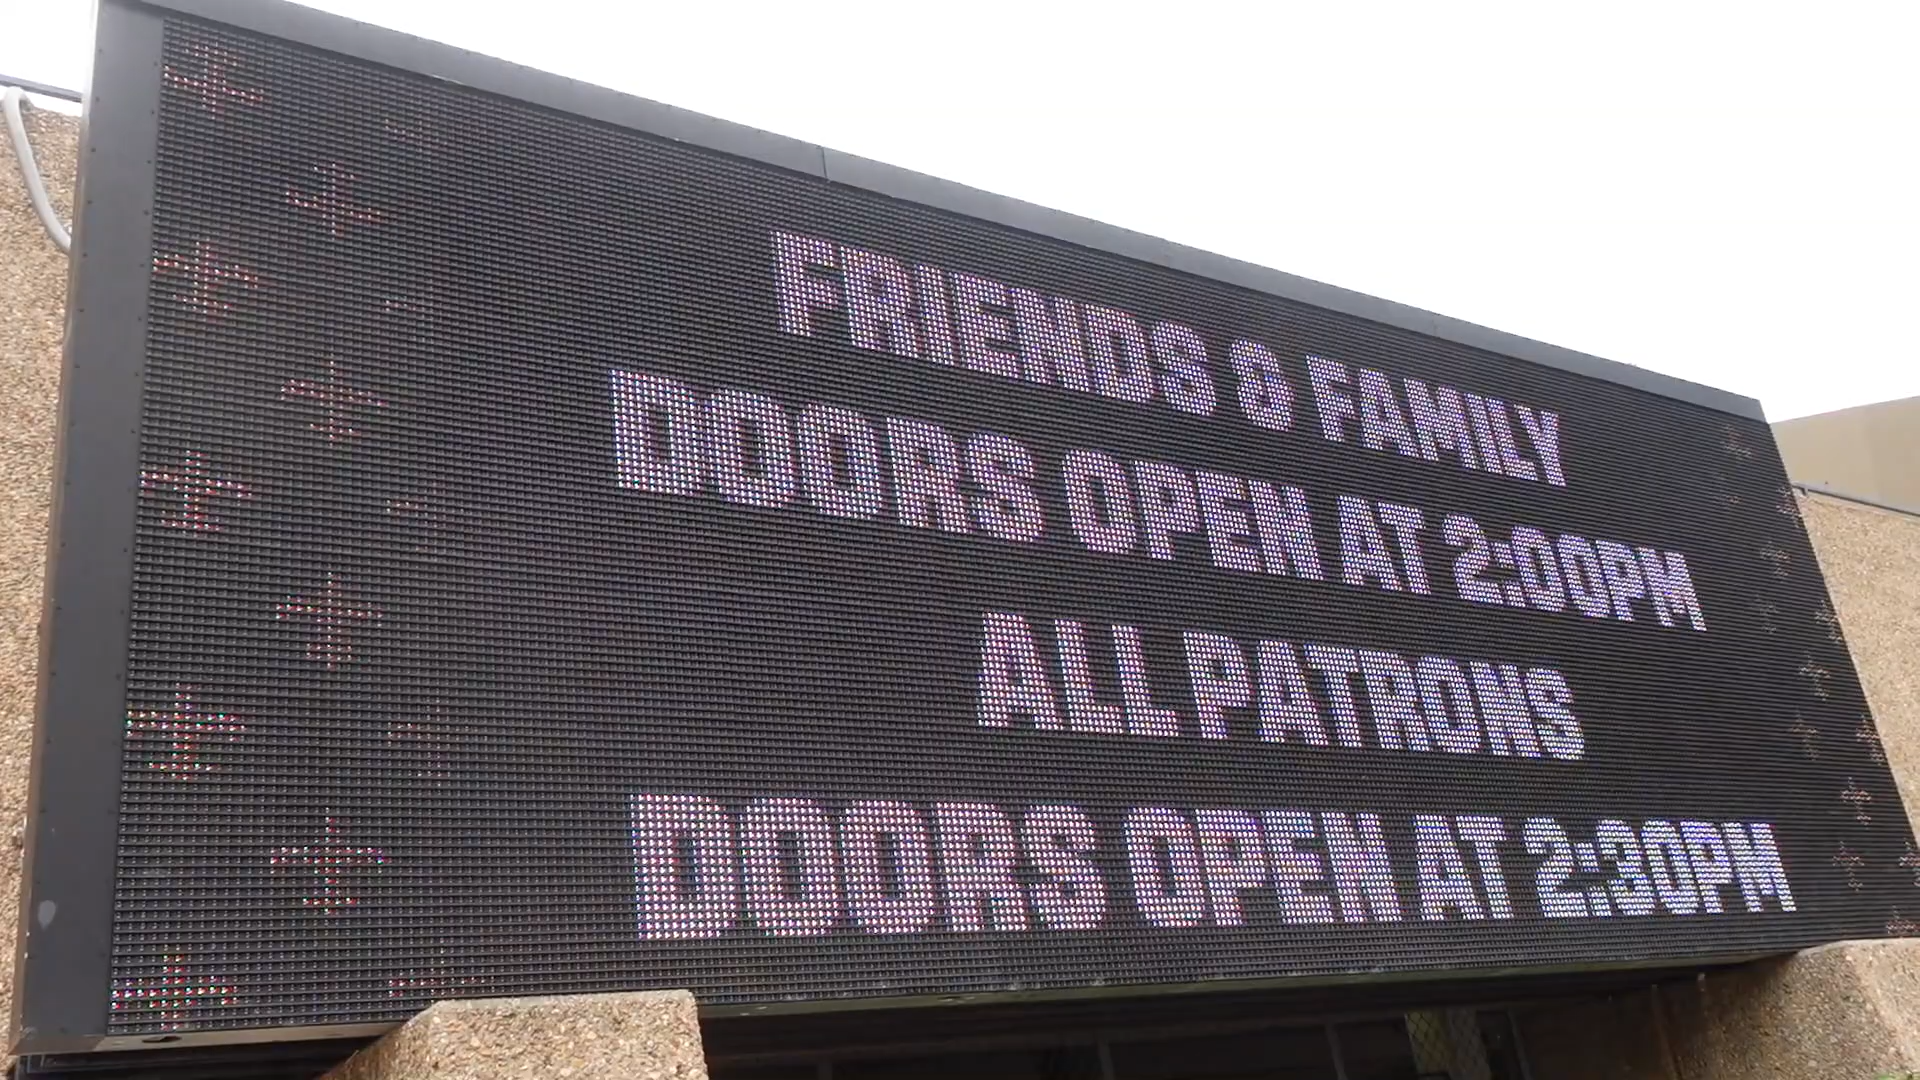 FRIENDS & FAMILY
DOORS OPEN AT 2:00PM
ALL PATRONS
DOORS OPEN AT 2:30PM